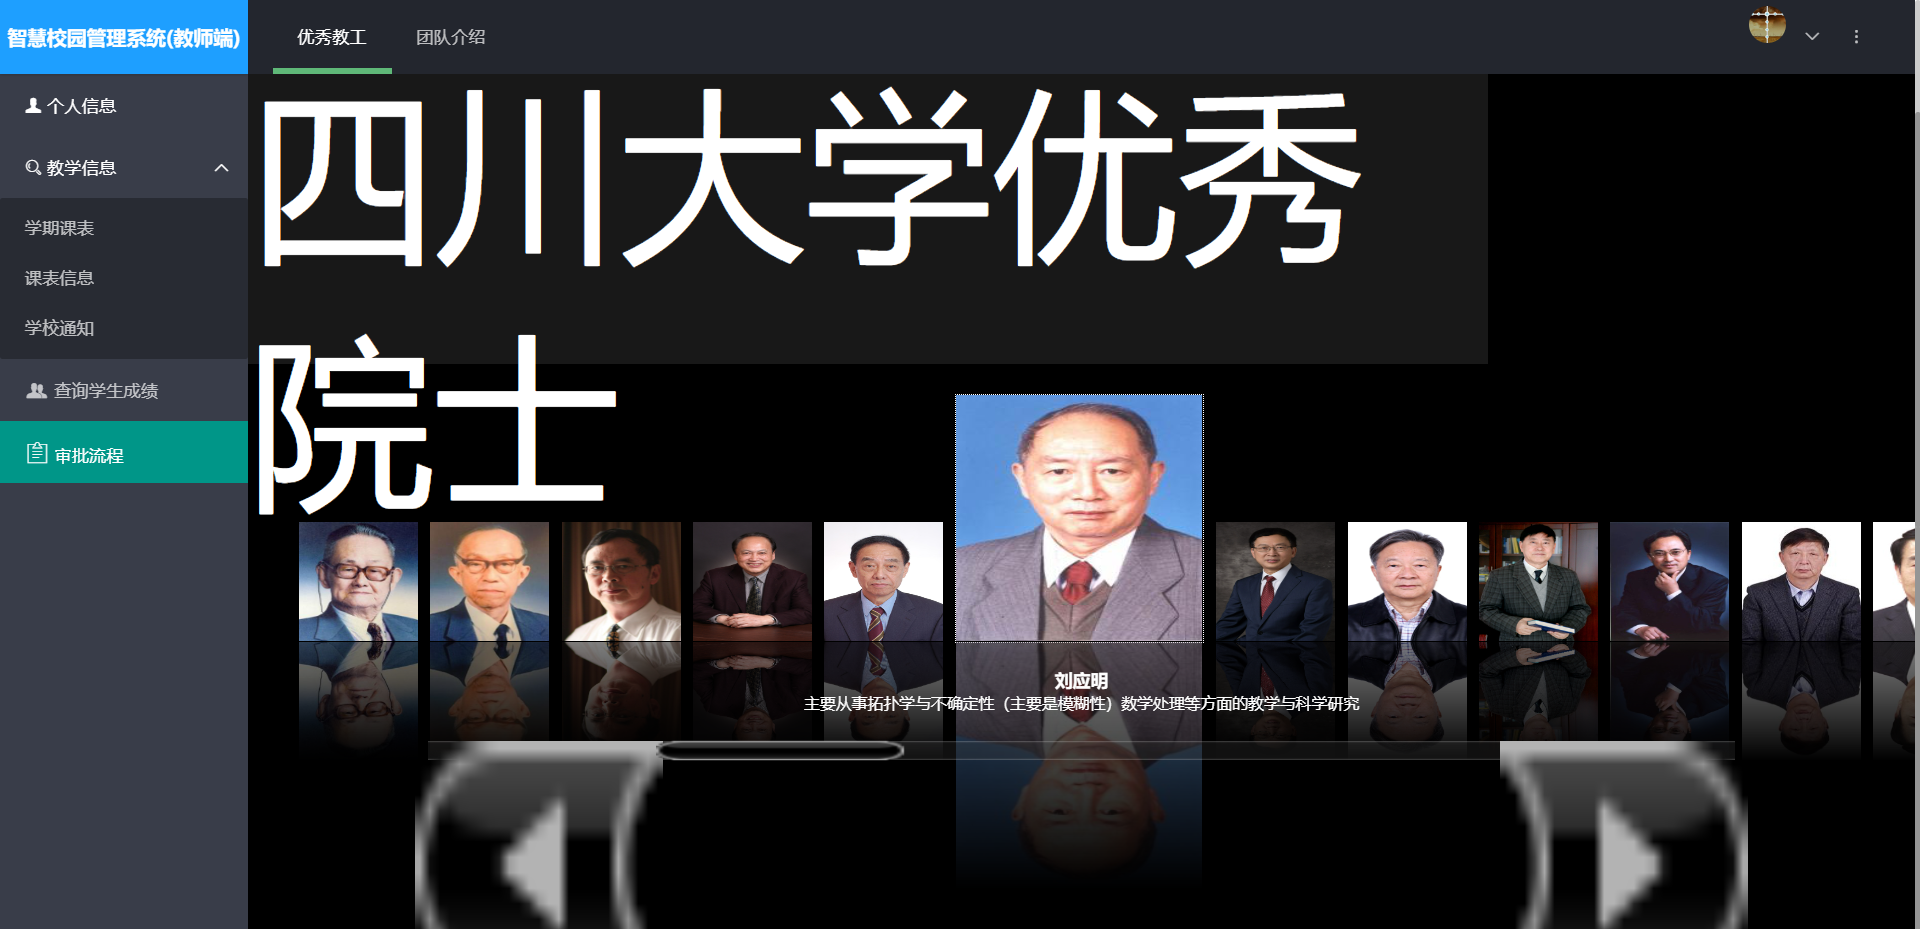 智慧校园管理系统(教师端)
优秀教工
团队介绍
个人信息
教学信息
学期课表
课表信息
学校通知
查询学生成绩
审批流程
四川大学优秀
院士
刘应明
主要从事拓扑学与不确定性（主要是模糊性）数学处理等方面的教学与科学研究